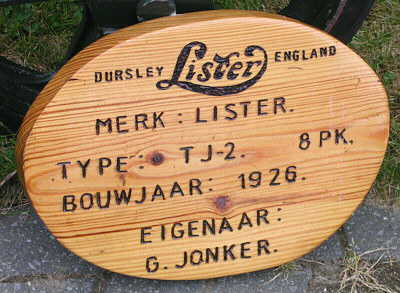 DURSLEY Lister ENGLAND
MERK : LISTER.
TYPE: TJ-2. 8 PK.
BOUWJAAR: 1926.
EIGENAAR:
G. JONKER.